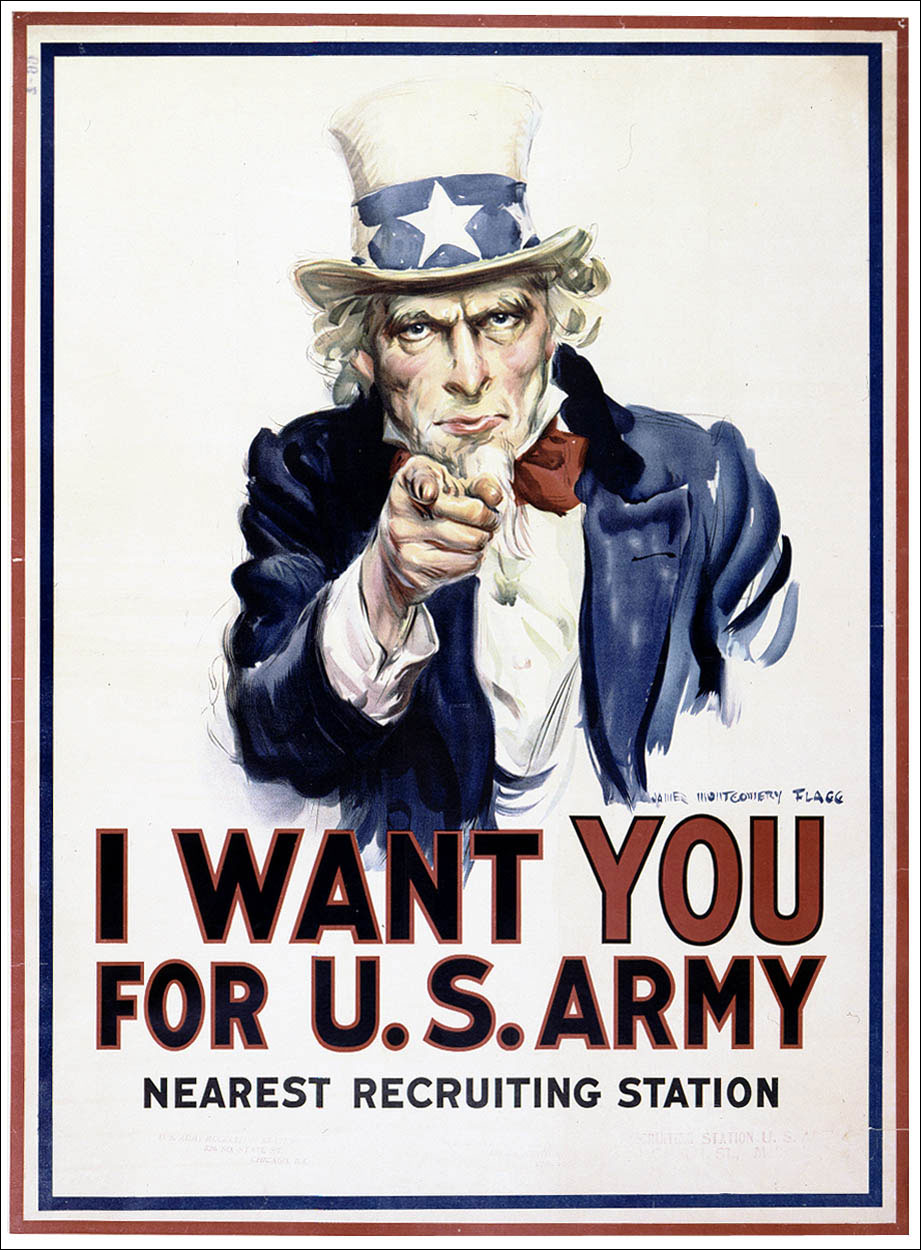 JAMES MONTGOMERY FLAGG
I WANT YOU
FOR U.S. ARMY
NEAREST RECRUITING STATION